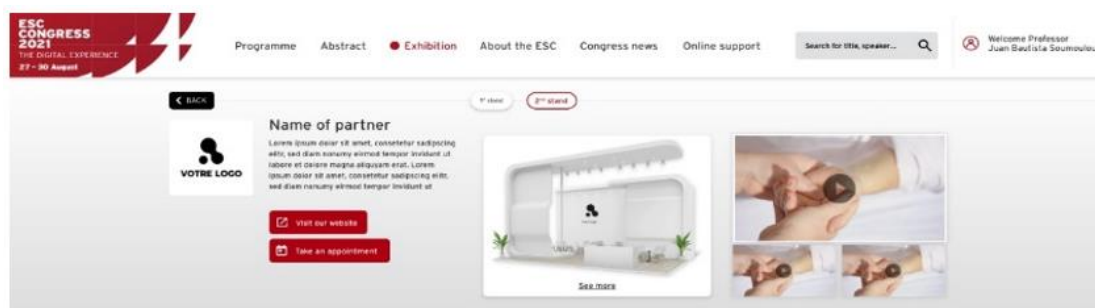 ESC
CONGRESS
2021
THE DIGITAL EXPERIENCE
27 - 30 August
Programme
Abstract
Exhibition
About the ESC
Congress news
Online support
Search for title, speaker...
Welcome Professor
Juan Bautista Soumoulou
BACK
1st stand
2nd stand
VOTRE LOGO
Name of partner
Lorem ipsum dolor sit amet, consetetur sadipscing
elitr, sed diam nonumy eirmod tempor invidunt ut
labore et dolore magna aliquyam erat. Lorem
ipsum dolor sit amet, consetetur sadipscing elitr,
sed diam nonumy eirmod tempor invidunt ut
Visit our website
Take an appointment
See more